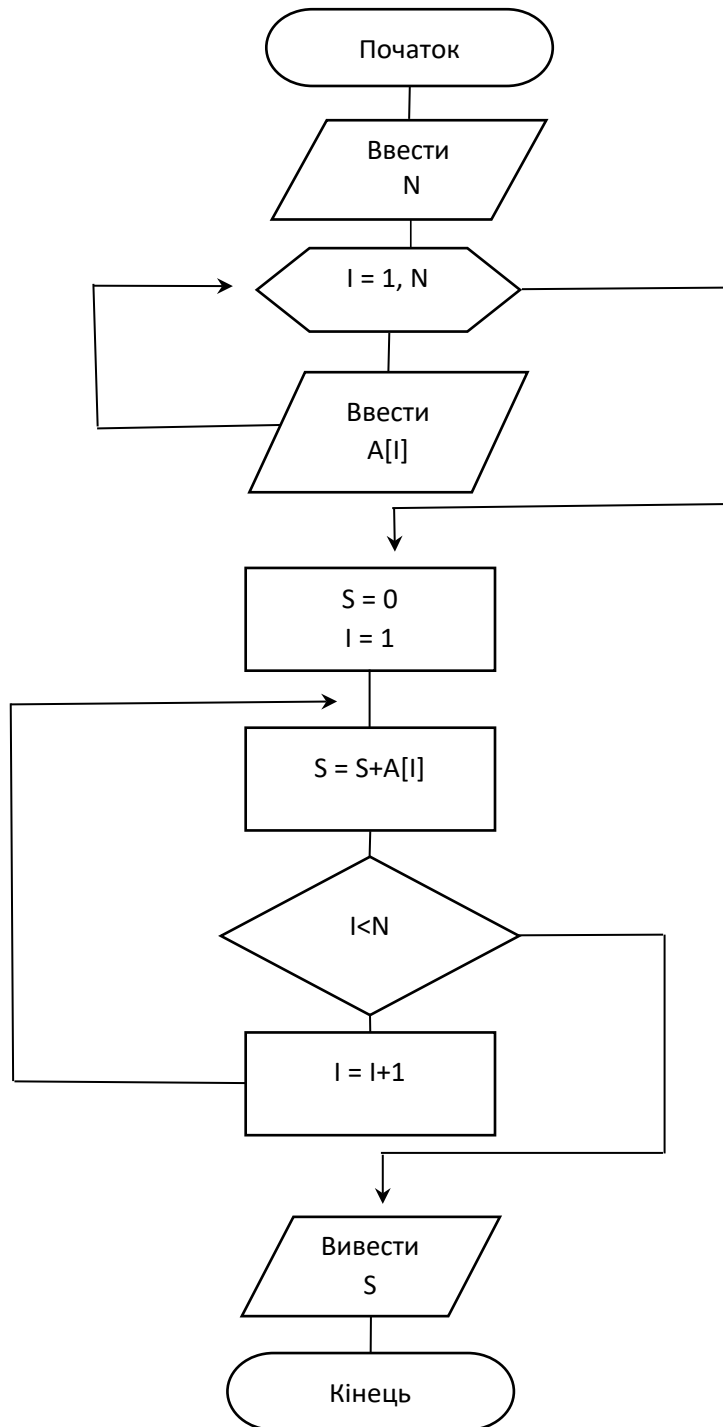 Початок
Ввести
N
I = 1, N
Ввести
A[I]
S = 0
I = 1
S = S+A[I]
I<N
I = I+1
Вивести
S
Кінець